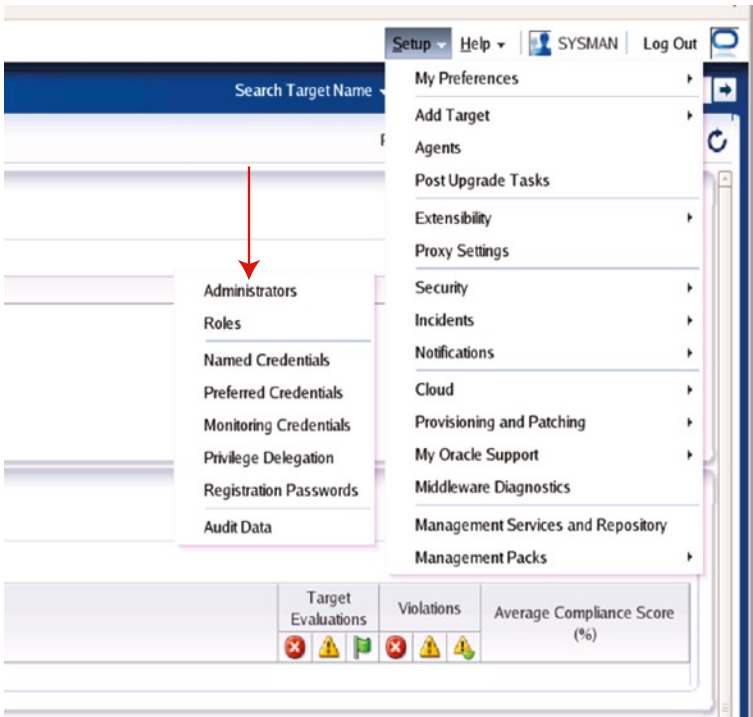 Setup Help SYSMAN Log Out
Search Target Name
My Preferences
Add Target
Agents
Post Upgrade Tasks
Extensibility
Proxy Settings
Security
Incidents
Notifications
Cloud
Provisioning and Patching
My Oracle Support
Middleware Diagnostics
Management Services and Repository
Management Packs
Administrators
Roles
Named Credentials
Preferred Credentials
Monitoring Credentials
Privilege Delegation
Registration Passwords
Audit Data
Target
Evaluations
Violations
Average Compliance Score
(%)